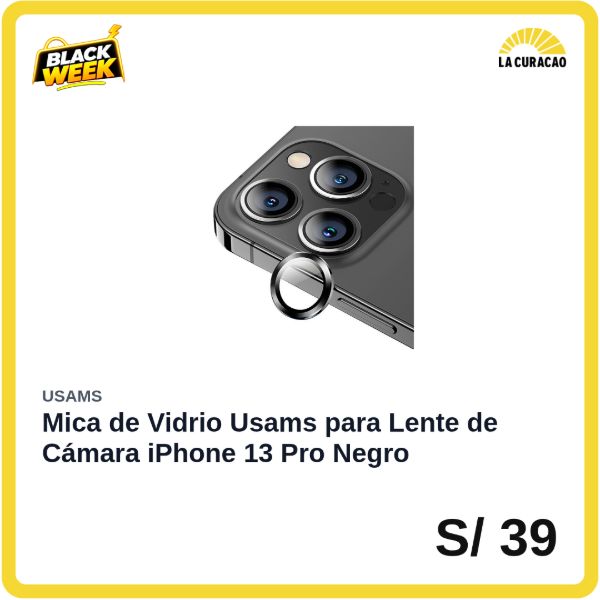 BLACK
WEEK
LA CURACAO
USAMS
Mica de Vidrio Usams para Lente de
Cámara iPhone 13 Pro Negro
S/ 39